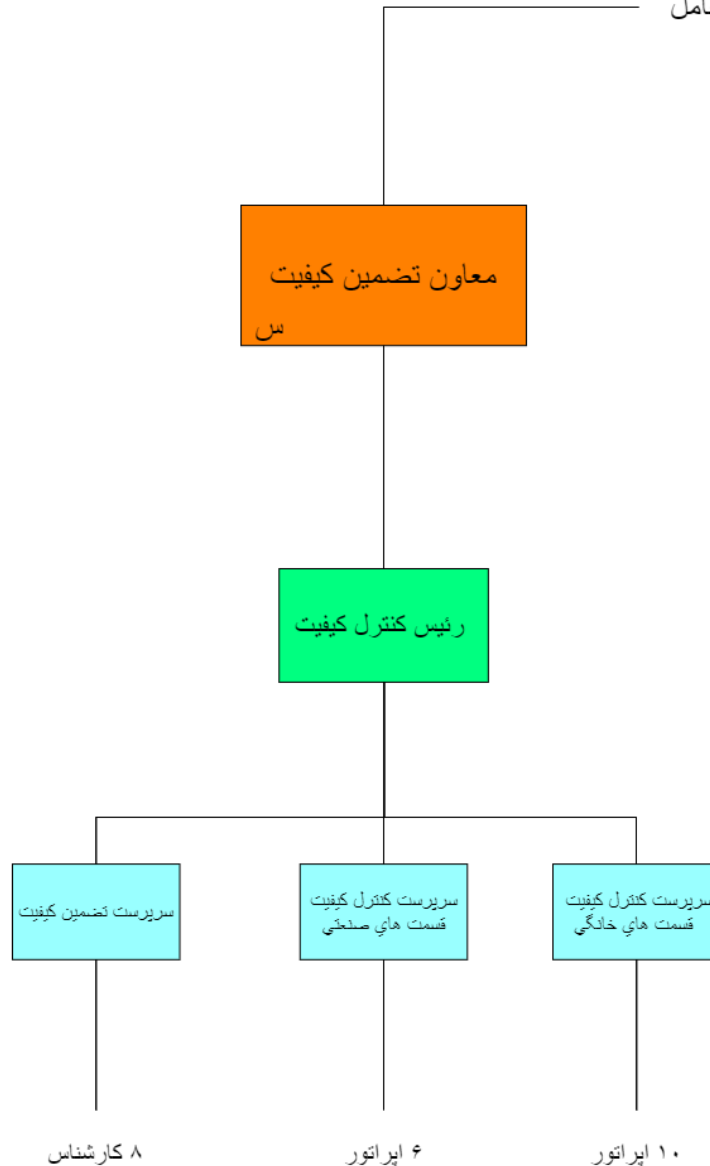 معاون تضمین کیفیت
س
رئیس کنترل کیفیت
سرپرست کنترل کیفیت
قسمت هاي خانگي
سرپرست کنترل کیفیت
قسمت هاي صنعتي
سرپرست تضمین کیفیت
۱۰ اپراتور
۶ اپراتور
۸ کارشناس